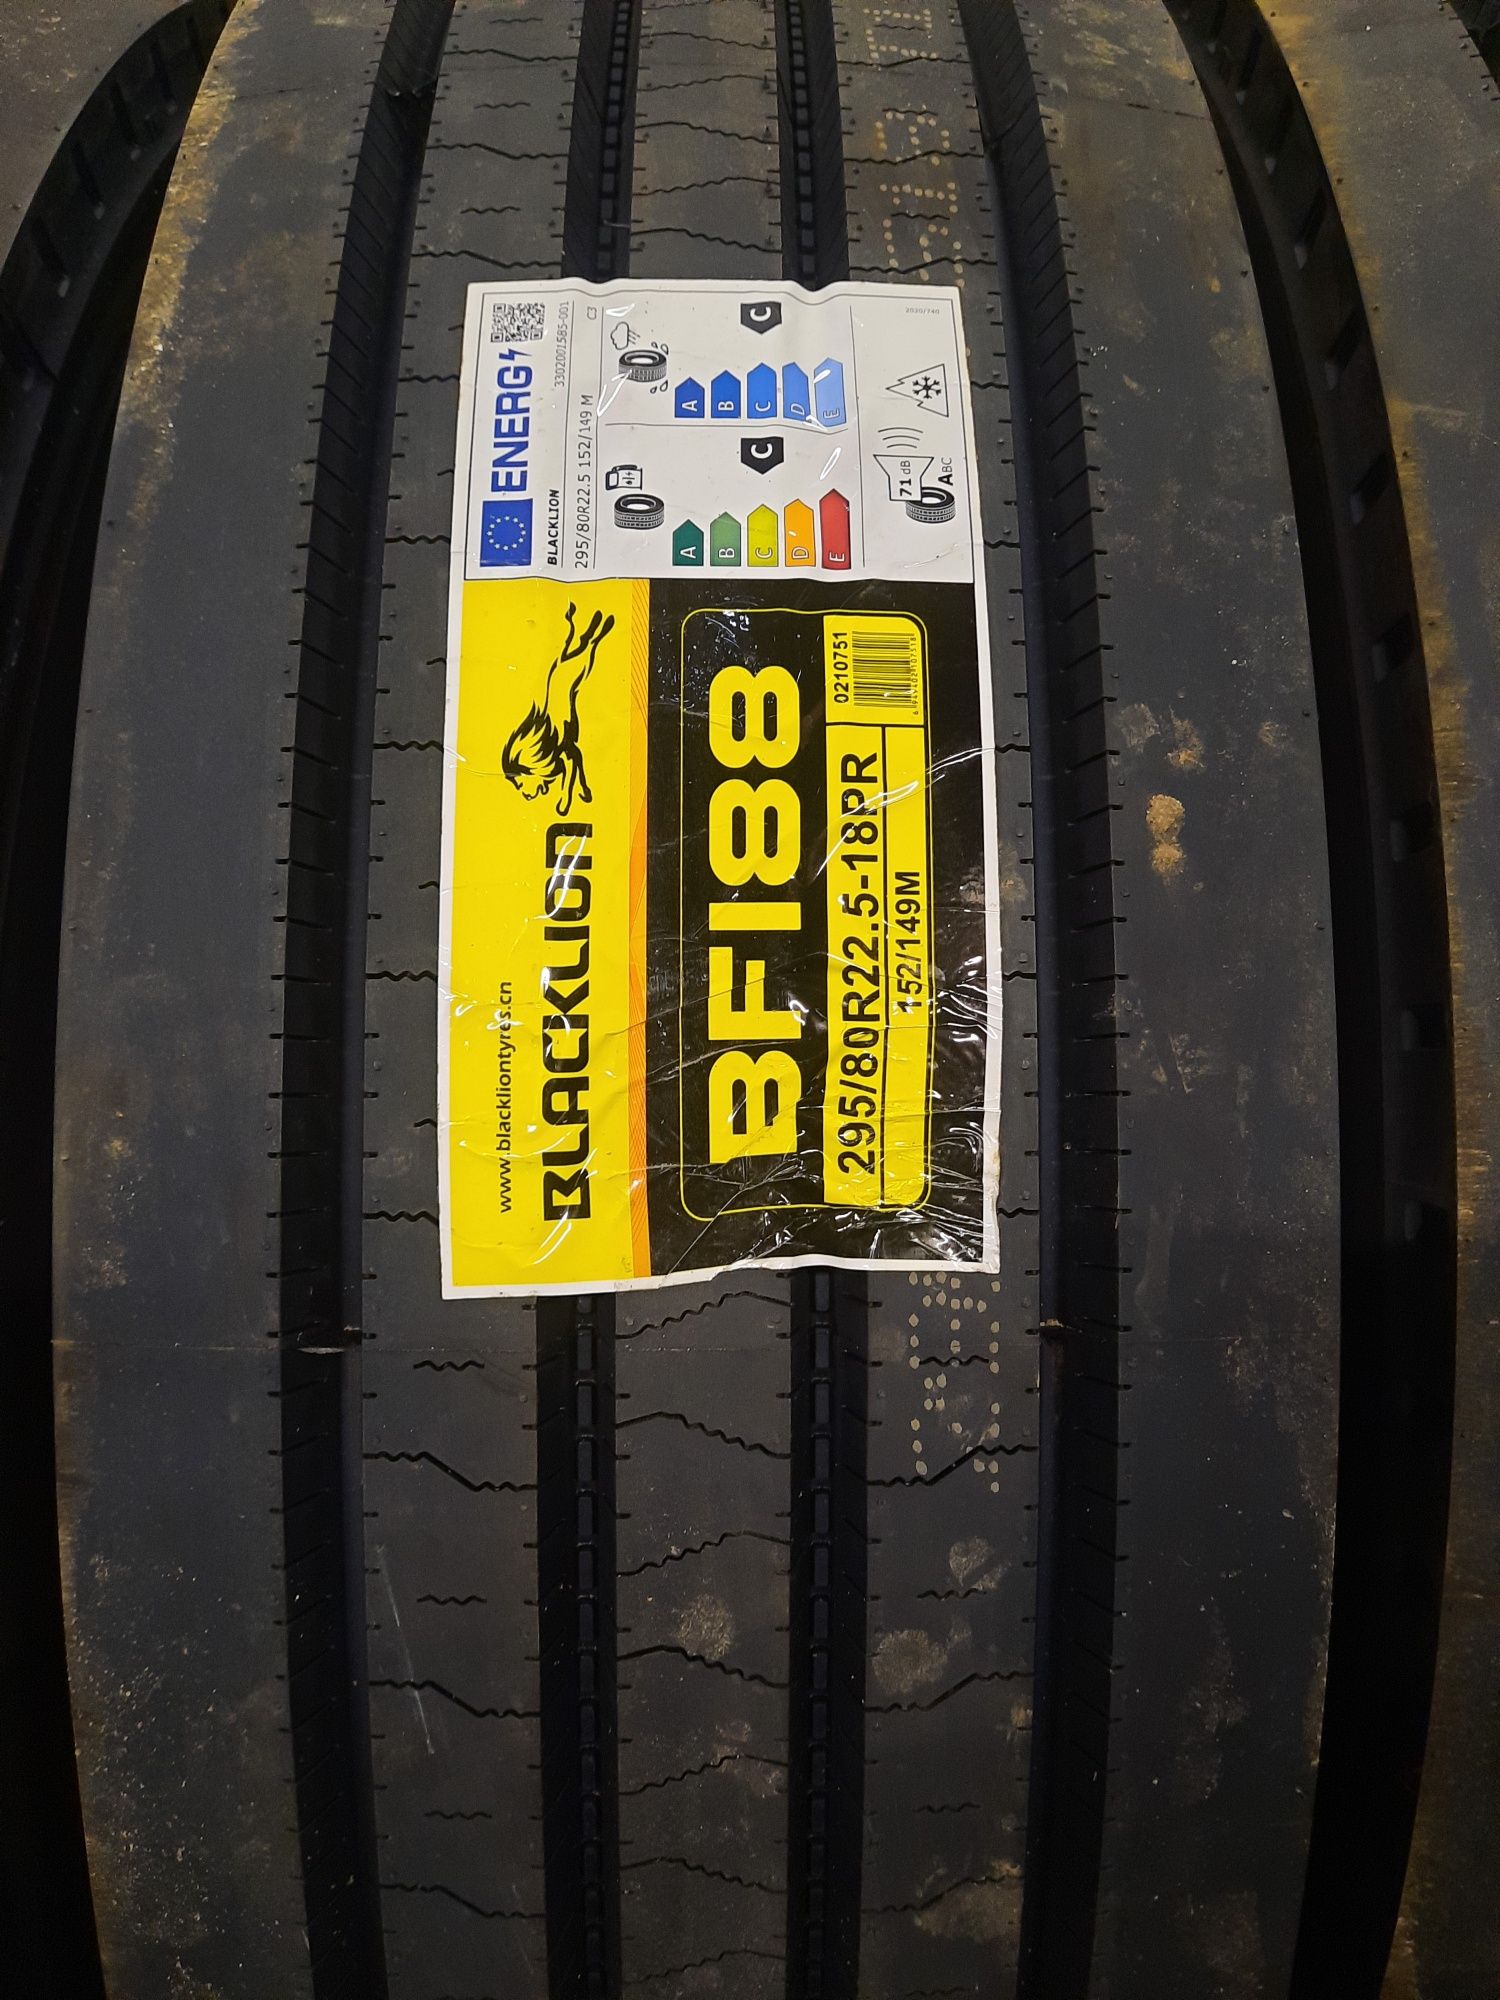 ENERG
BLACKLION
3302001585-001
295/80R22.5 152/149 M
C3
A
B
C
D
E
C
A
B
C
D
E
C
71 dB
ABC
2020/740
www.blackliontyres.cn
BLACKLION
BF188
295/80R22.5-18PR
152/149M
0210751